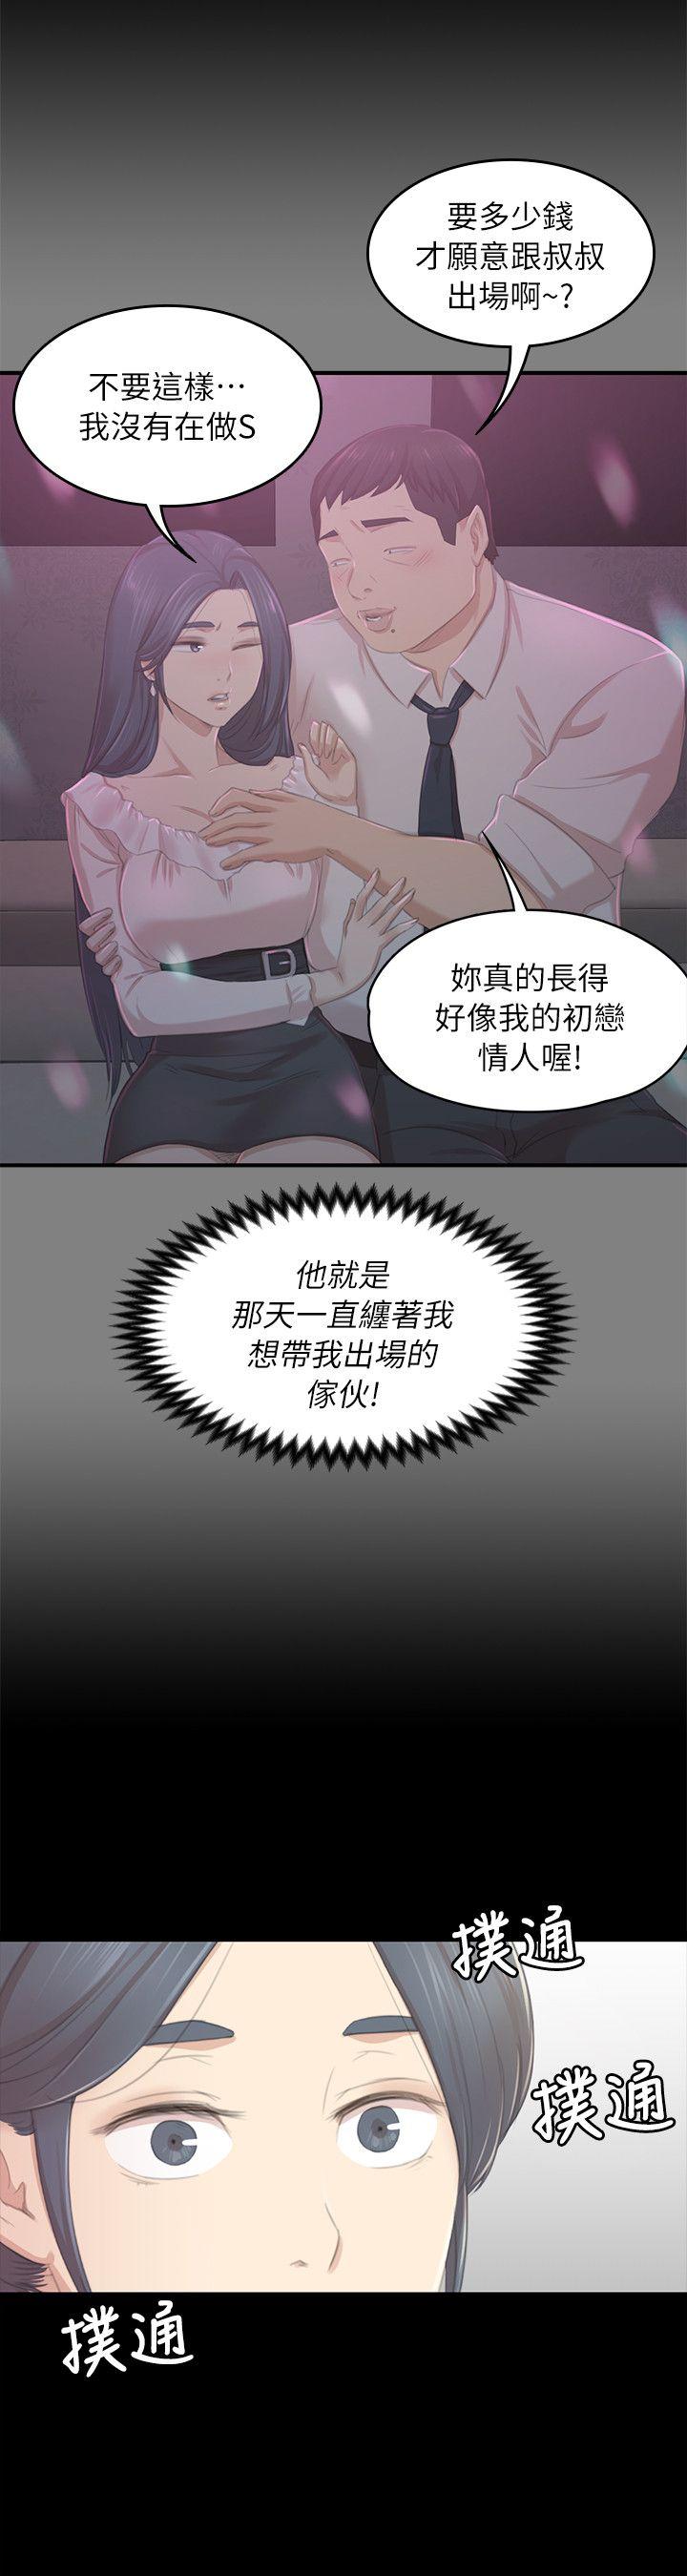 要多少錢
才願意跟叔叔
出場啊~?
不要這樣…
我沒有在做S
妳真的長得
好像我的初戀
情人喔!
他就是
那天一直纏著我
想帶我出場的
傢伙!
撲通
撲通
撲通